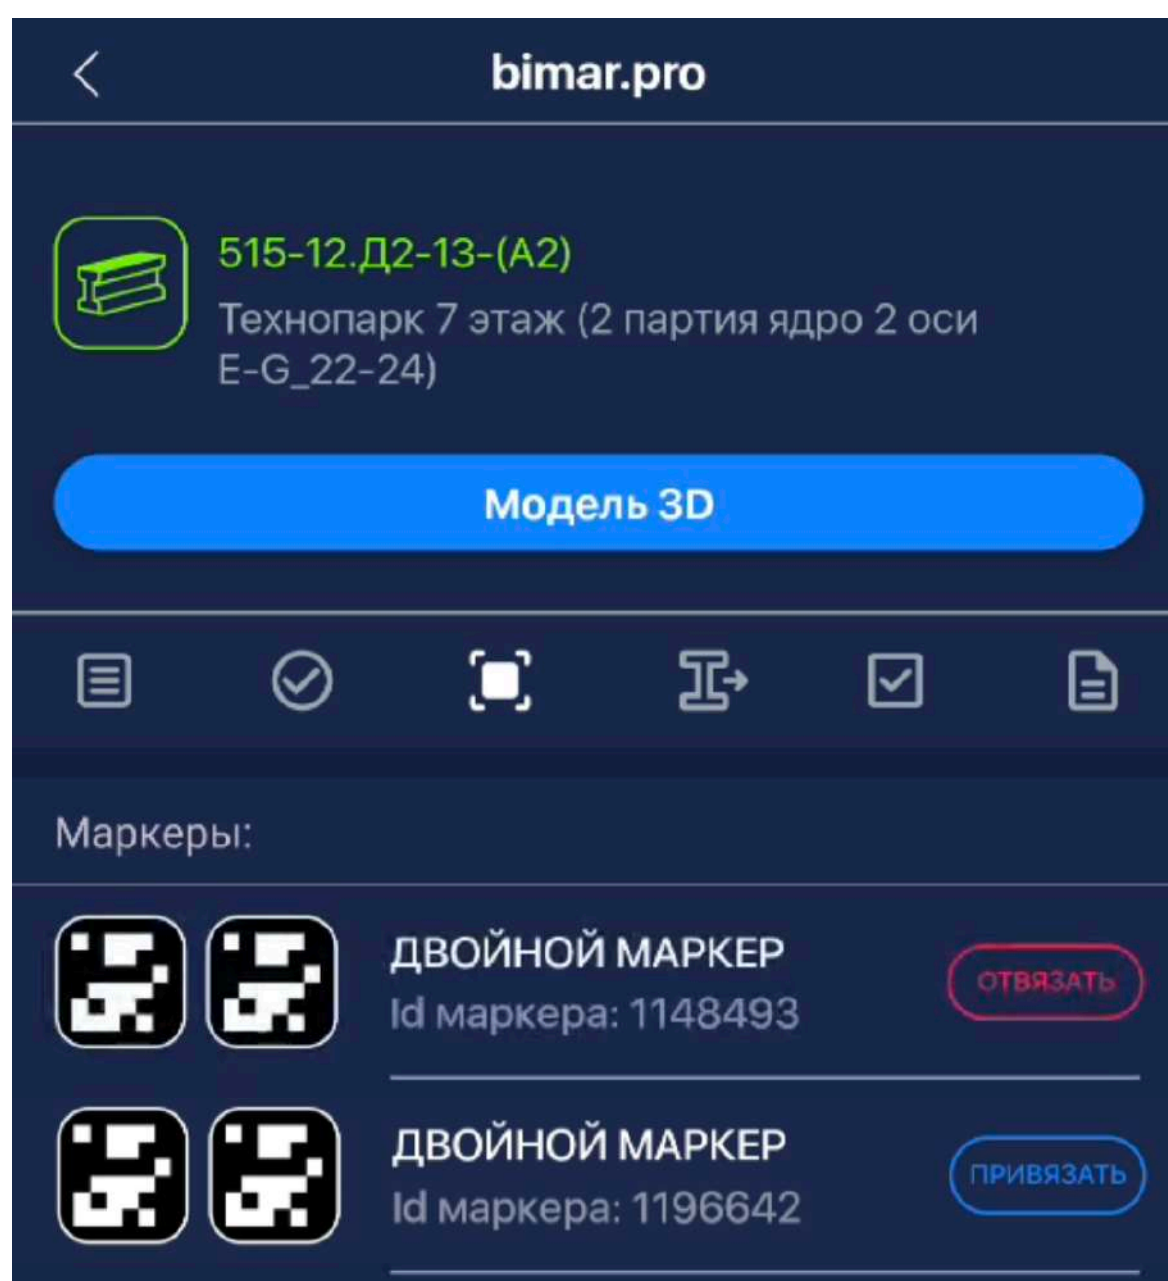 bimar.pro
515-12.Д2-13-(А2)
Технопарк 7 этаж (2 партия ядро 2 оси
E-G_22-24)
Модель 3D
Маркеры:
ДВОЙНОЙ МАРКЕР
ОТВЯЗАТЬ
Id маркера: 1148493
ДВОЙНОЙ МАРКЕР
ПРИВЯЗАТЬ
Id маркера: 1196642